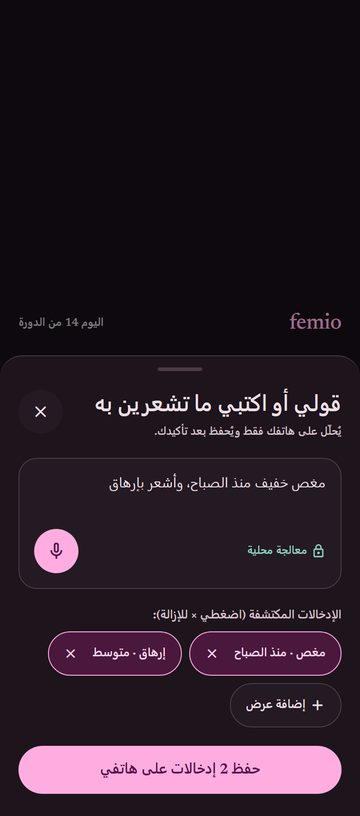 femio
اليوم 14 من الدورة
قولي أو اكتبي ما تشعرين به
يُحلّل على هاتفك فقط ويُحفظ بعد تأكيدك.
مغص خفيف منذ الصباح، وأشعر بإرهاق
معالجة محلية
الإدخالات المكتشفة (اضغطي × للإزالة):
مغص · منذ الصباح ×
إرهاق · متوسط ×
+ إضافة عرض
حفظ 2 إدخالات على هاتفي